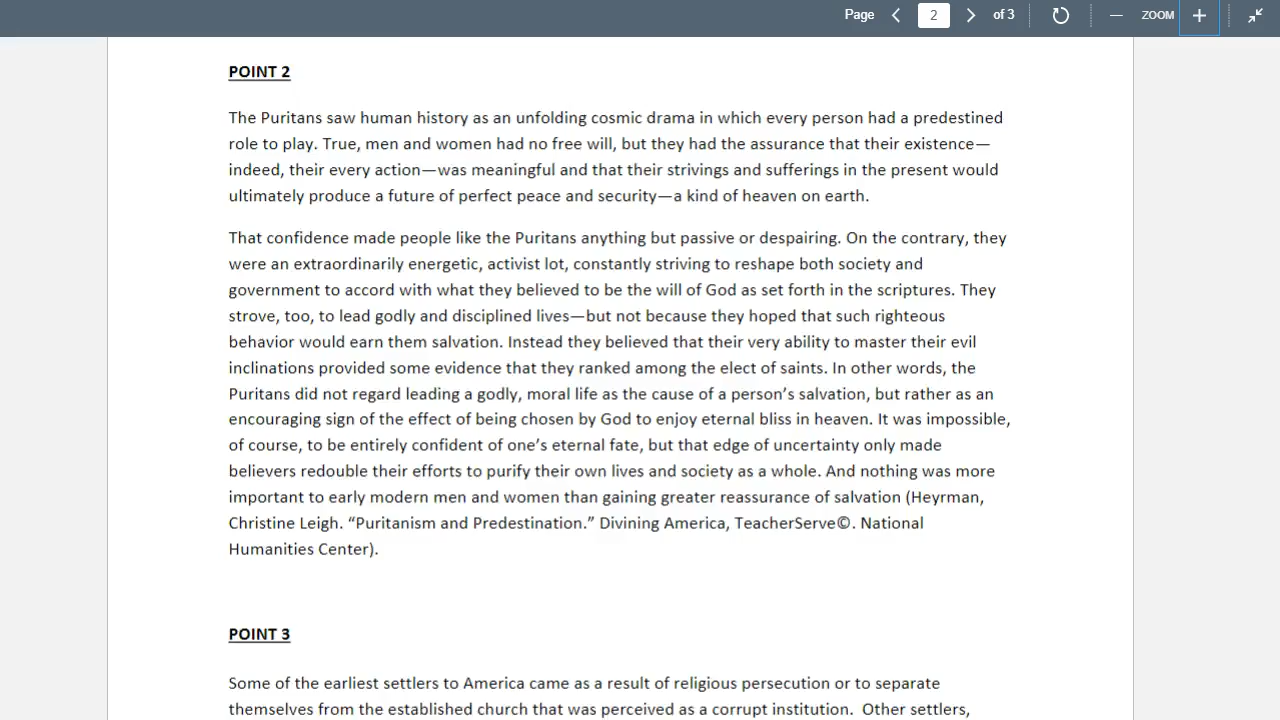 Page 2 of 3 ZOOM
POINT 2
The Puritans saw human history as an unfolding cosmic drama in which every person had a predestined
role to play. True, men and women had no free will, but they had the assurance that their existence—
indeed, their every action—was meaningful and that their strivings and sufferings in the present would
ultimately produce a future of perfect peace and security—a kind of heaven on earth.
That confidence made people like the Puritans anything but passive or despairing. On the contrary, they
were an extraordinarily energetic, activist lot, constantly striving to reshape both society and
government to accord with what they believed to be the will of God as set forth in the scriptures. They
strove, too, to lead godly and disciplined lives—but not because they hoped that such righteous
behavior would earn them salvation. Instead they believed that their very ability to master their evil
inclinations provided some evidence that they ranked among the elect of saints. In other words, the
Puritans did not regard leading a godly, moral life as the cause of a person’s salvation, but rather as an
encouraging sign of the effect of being chosen by God to enjoy eternal bliss in heaven. It was impossible,
of course, to be entirely confident of one’s eternal fate, but that edge of uncertainty only made
believers redouble their efforts to purify their own lives and society as a whole. And nothing was more
important to early modern men and women than gaining greater reassurance of salvation (Heyrman,
Christine Leigh. “Puritanism and Predestination.” Divining America, TeacherServe©. National
Humanities Center).
POINT 3
Some of the earliest settlers to America came as a result of religious persecution or to separate
themselves from the established church that was perceived as a corrupt institution.  Other settlers,